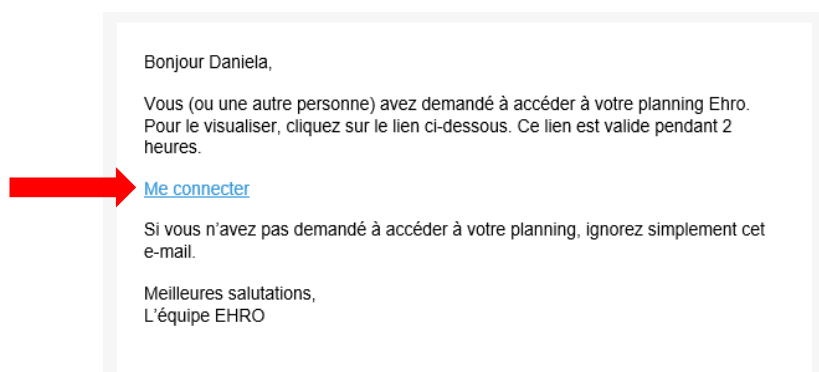 Bonjour Daniela,
Vous (ou une autre personne) avez demandé à accéder à votre planning Ehro.
Pour le visualiser, cliquez sur le lien ci-dessous. Ce lien est valide pendant 2
heures.
Me connecter
Si vous n’avez pas demandé à accéder à votre planning, ignorez simplement cet
e-mail.
Meilleures salutations,
L’équipe EHRO